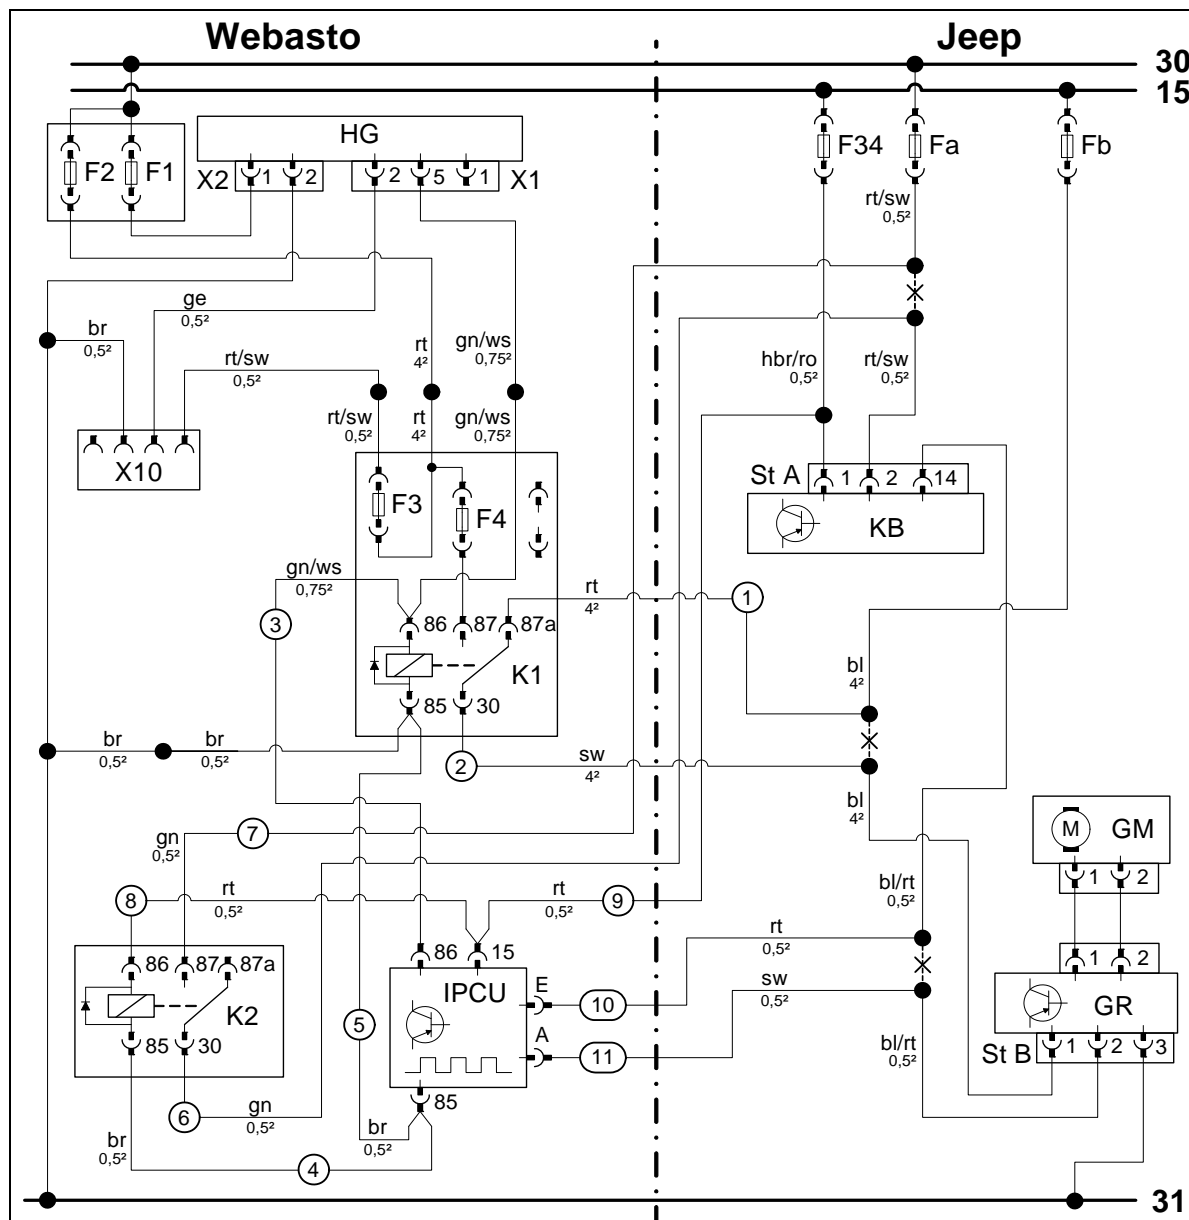 Webasto Jeep
30
15
HG
F2 F1 F34 Fa Fb
X2 1 2 2 5 1 X1
rt/sw
0,5²
ge
0,5²
br
0,5²
rt
4²
gn/ws
0,75²
hbr/ro
0,5²
rt/sw
0,5²
rt/sw
0,5²
rt/sw
0,5²
rt
4²
gn/ws
0,75²
X10
St A 1 2 14
F3 F4 KB
gn/ws
0,75²
rt
4²
1
3
86 87 87a
K1
bl
4²
85 30
br
0,5²
br
0,5²
2
sw
4²
bl
4²
gn
0,5²
7
M GM
1 2
8
rt
0,5²
rt
0,5²
9
bl/rt
0,5²
86 87 87a
86 15
rt
0,5²
1 2
IPCU E 10
sw
0,5²
K2
5
A
GR
85 30
11
bl/rt
0,5²
St B 1 2 3
85
6
gn
0,5²
br
0,5²
br
0,5²
4
31